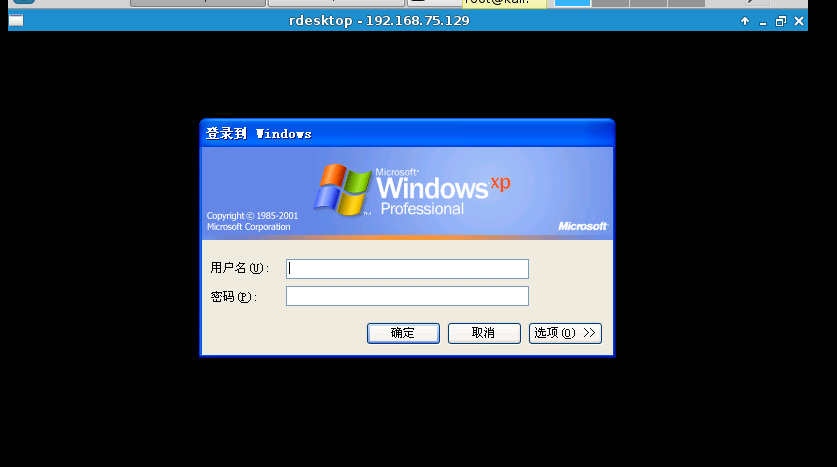 root@kali:
rdesktop - 192.168.75.129
登录到 Windows
Microsoft®
Windows xp
Professional
Copyright © 1985-2001
Microsoft Corporation
Microsoft®
用户名(U):
密码(P):
确定
取消
选项(O) >>